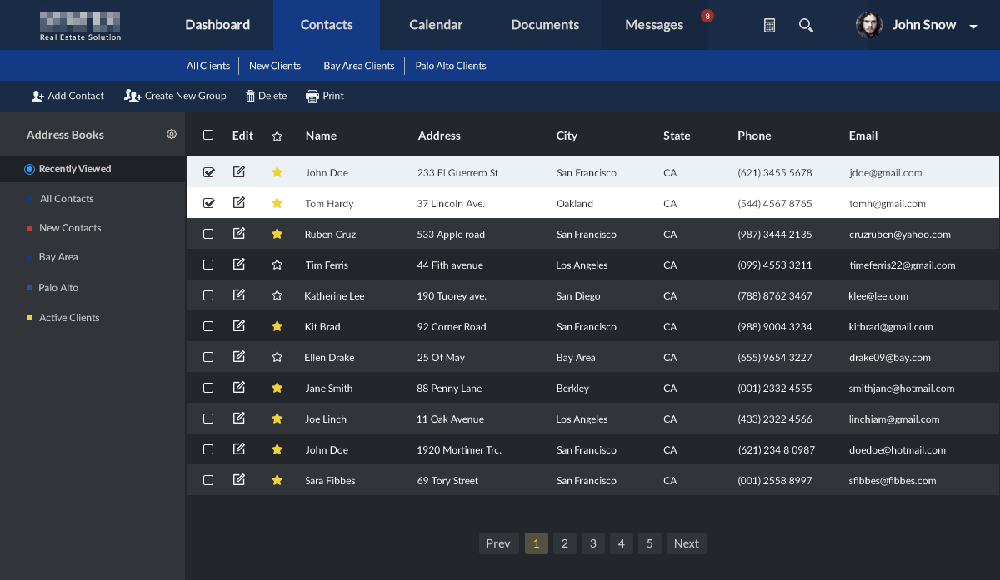 Real Estate Solution
Dashboard Contacts Calendar Documents Messages 8 John Snow
All Clients New Clients Bay Area Clients Palo Alto Clients
Add Contact Create New Group Delete Print
Address Books
Recently Viewed
All Contacts
New Contacts
Bay Area
Palo Alto
Active Clients
Edit Name Address City State Phone Email
John Doe 233 El Guerrero St San Francisco CA (621) 3455 5678 jdoe@gmail.com
Tom Hardy 37 Lincoln Ave. Oakland CA (544) 4567 8765 tomh@gmail.com
Ruben Cruz 533 Apple road San Francisco CA (987) 3444 2135 cruzruben@yahoo.com
Tim Ferris 44 Fith avenue Los Angeles CA (099) 4553 3211 timeferris22@gmail.com
Katherine Lee 190 Tuorey ave. San Diego CA (788) 8762 3467 klee@lee.com
Kit Brad 92 Corner Road San Francisco CA (988) 9004 3234 kitbrad@gmail.com
Ellen Drake 25 Of May Bay Area CA (655) 9654 3227 drake09@bay.com
Jane Smith 88 Penny Lane Berkley CA (001) 2332 4555 smithjane@hotmail.com
Joe Linch 11 Oak Avenue Los Angeles CA (433) 2322 4566 linchiam@gmail.com
John Doe 1920 Mortimer Trc. San Francisco CA (621) 234 8 0987 doedoe@hotmail.com
Sara Fibbes 69 Tory Street San Francisco CA (001) 2558 8997 sfibbes@fibbes.com
Prev 1 2 3 4 5 Next